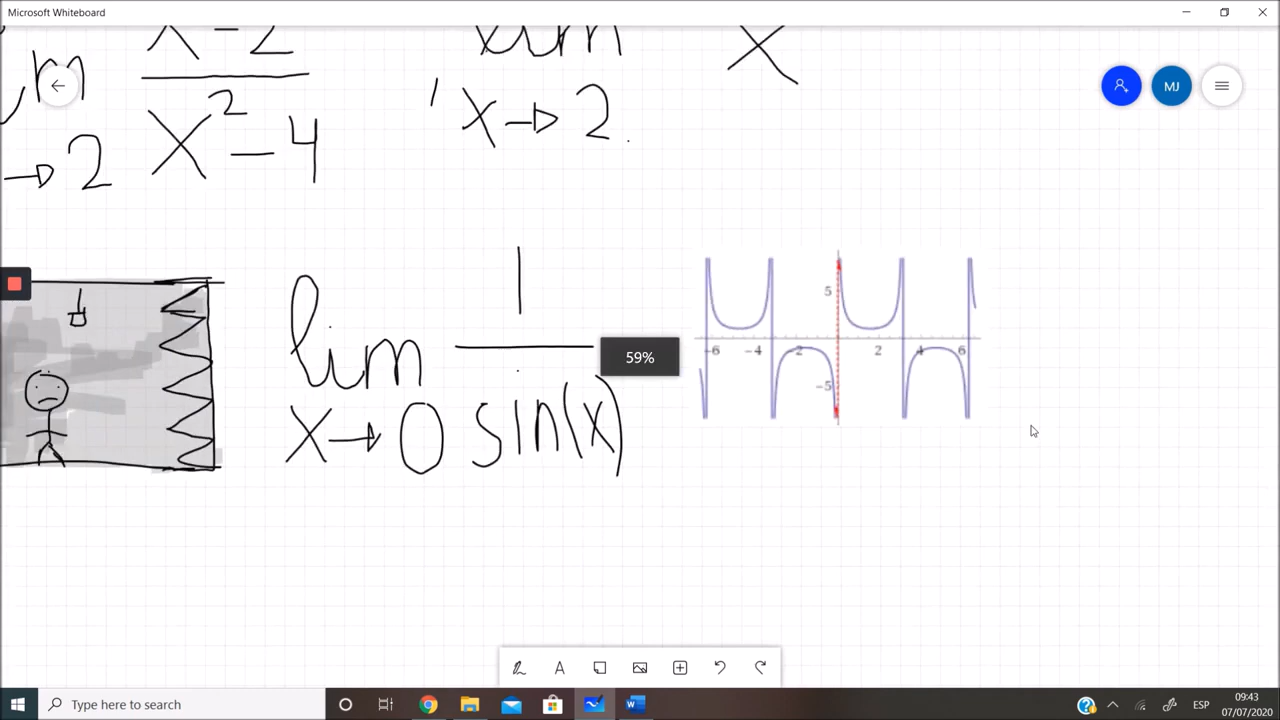 Microsoft Whiteboard
x - 2
lim
x² - 4
→ 2
lim
x → 2
x
MJ
lim 1
x → 0 sin(x)
59%
5
-6 -4 -2 2 4 6
-5
Type here to search
ESP
09:43
07/07/2020